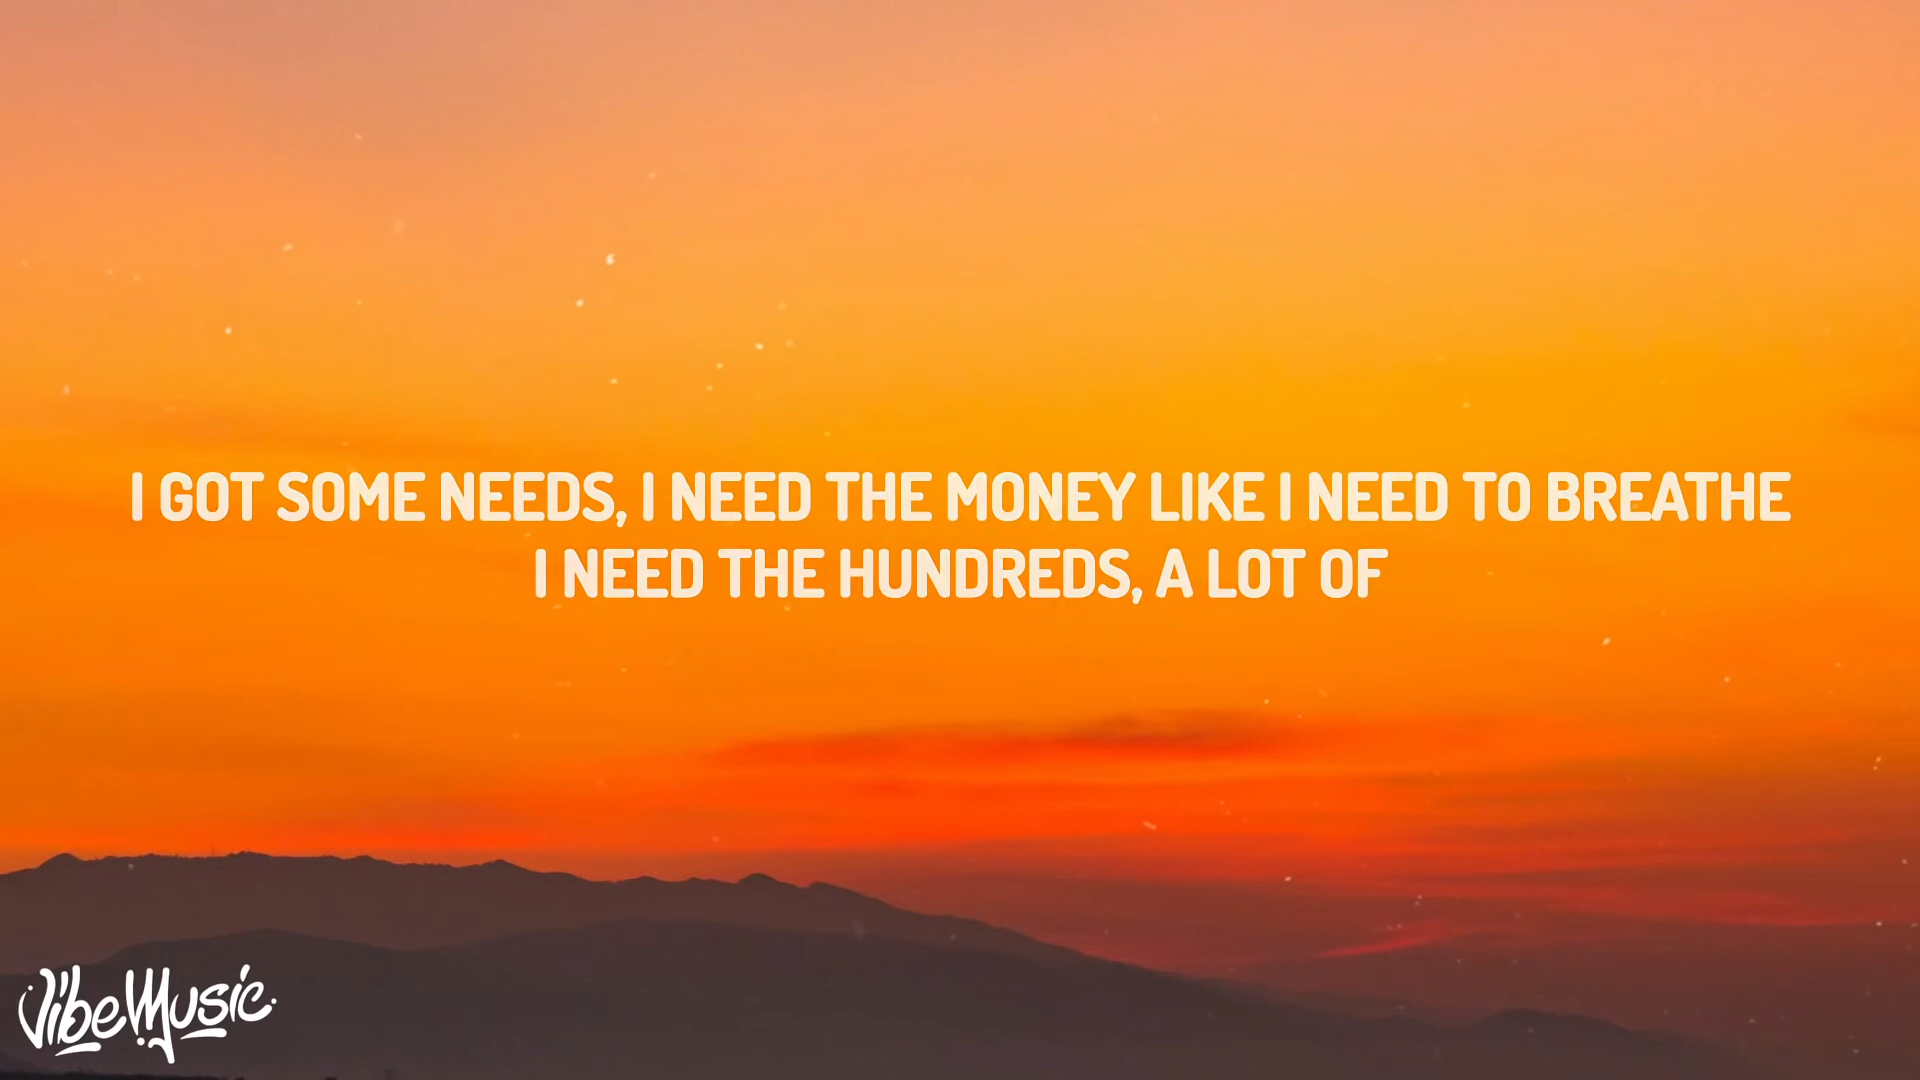 I GOT SOME NEEDS, I NEED THE MONEY LIKE I NEED TO BREATHE
I NEED THE HUNDREDS, A LOT OF
VibeMusic